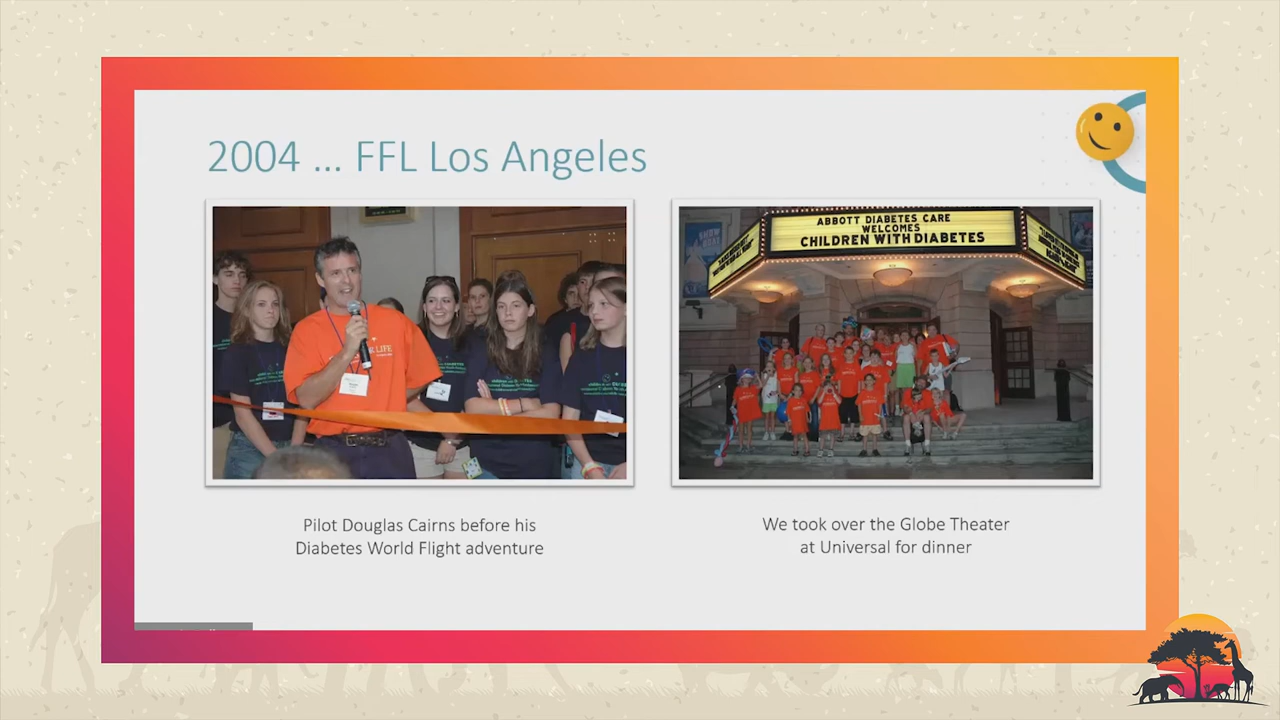 2004 ... FFL Los Angeles
ABBOTT DIABETES CARE
WELCOMES
CHILDREN WITH DIABETES
LIFE
Pilot Douglas Cairns before his
Diabetes World Flight adventure
We took over the Globe Theater
at Universal for dinner